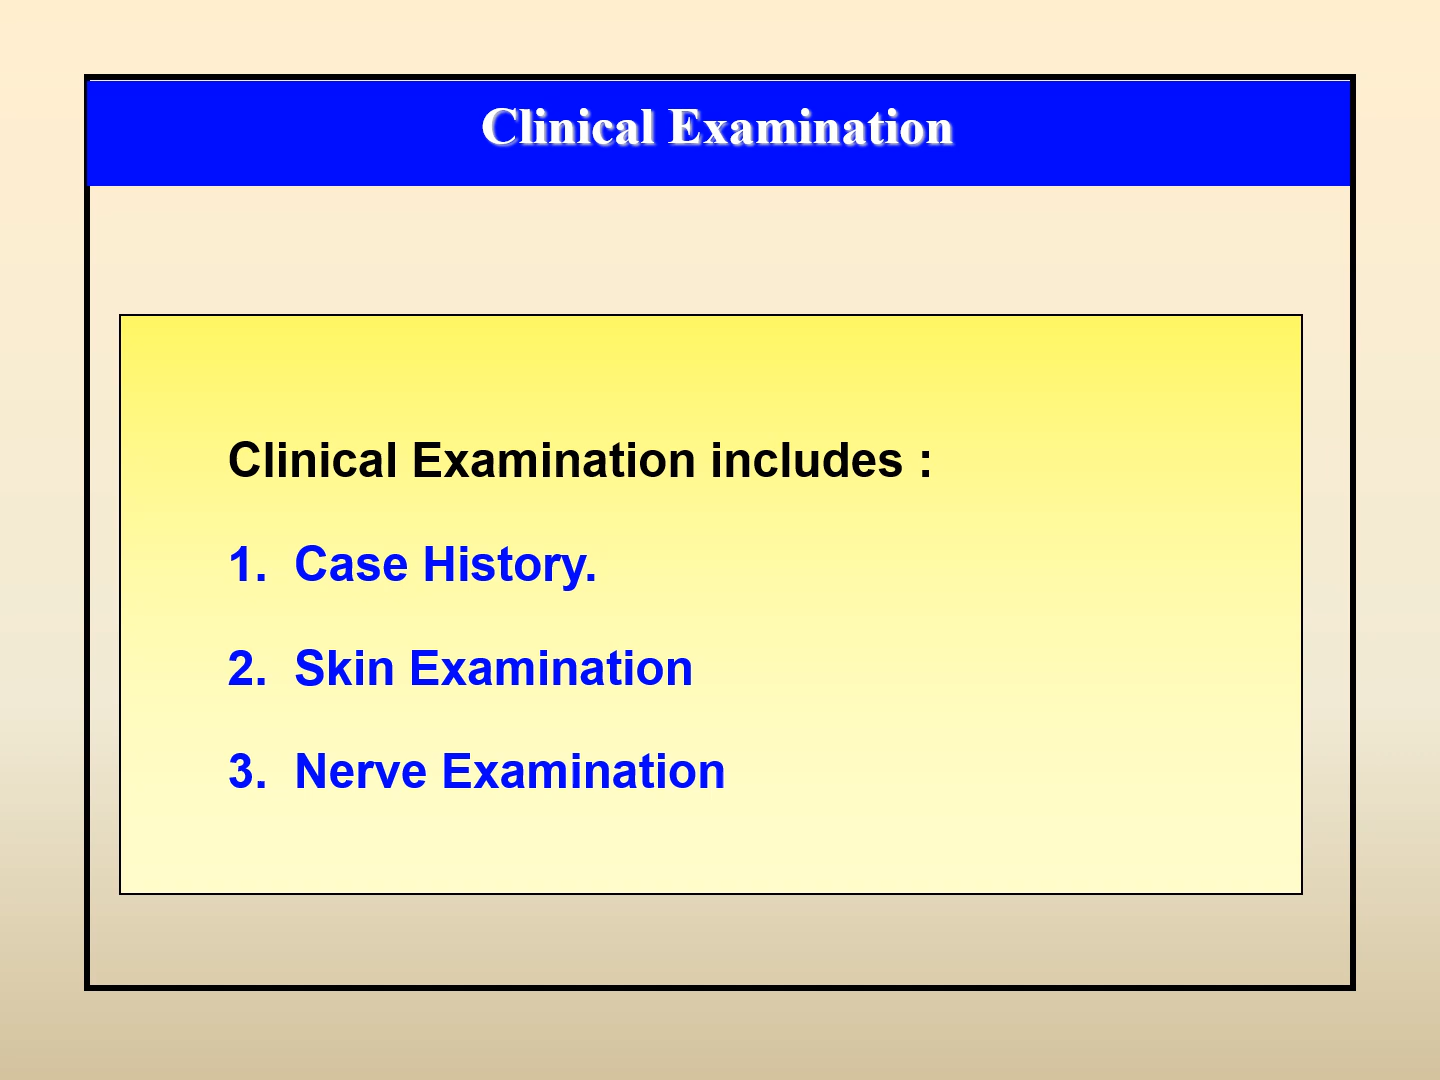 Clinical Examination
Clinical Examination includes :
1. Case History.
2. Skin Examination
3. Nerve Examination